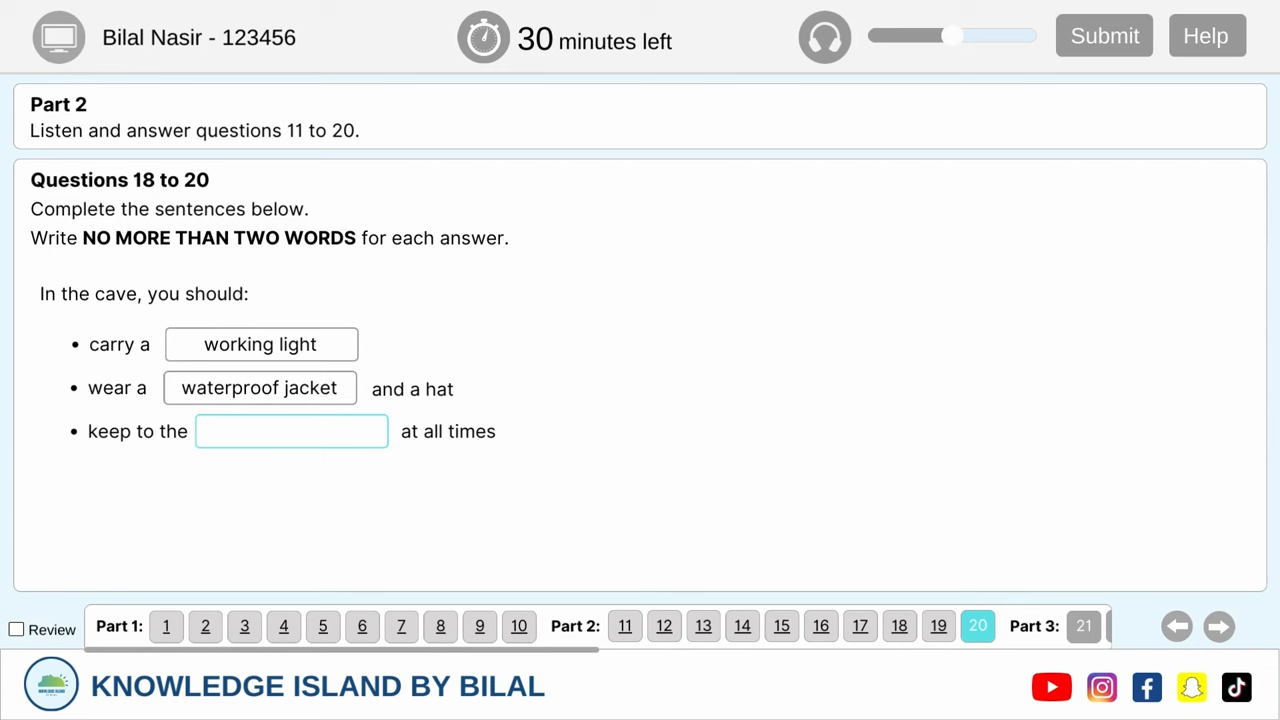 Bilal Nasir - 123456
30 minutes left
Submit
Help
Part 2
Listen and answer questions 11 to 20.
Questions 18 to 20
Complete the sentences below.
Write NO MORE THAN TWO WORDS for each answer.
In the cave, you should:
• carry a working light
• wear a waterproof jacket and a hat
• keep to the at all times
Review
Part 1: 1 2 3 4 5 6 7 8 9 10 Part 2: 11 12 13 14 15 16 17 18 19 20 Part 3: 21
KNOWLEDGE ISLAND BY BILAL